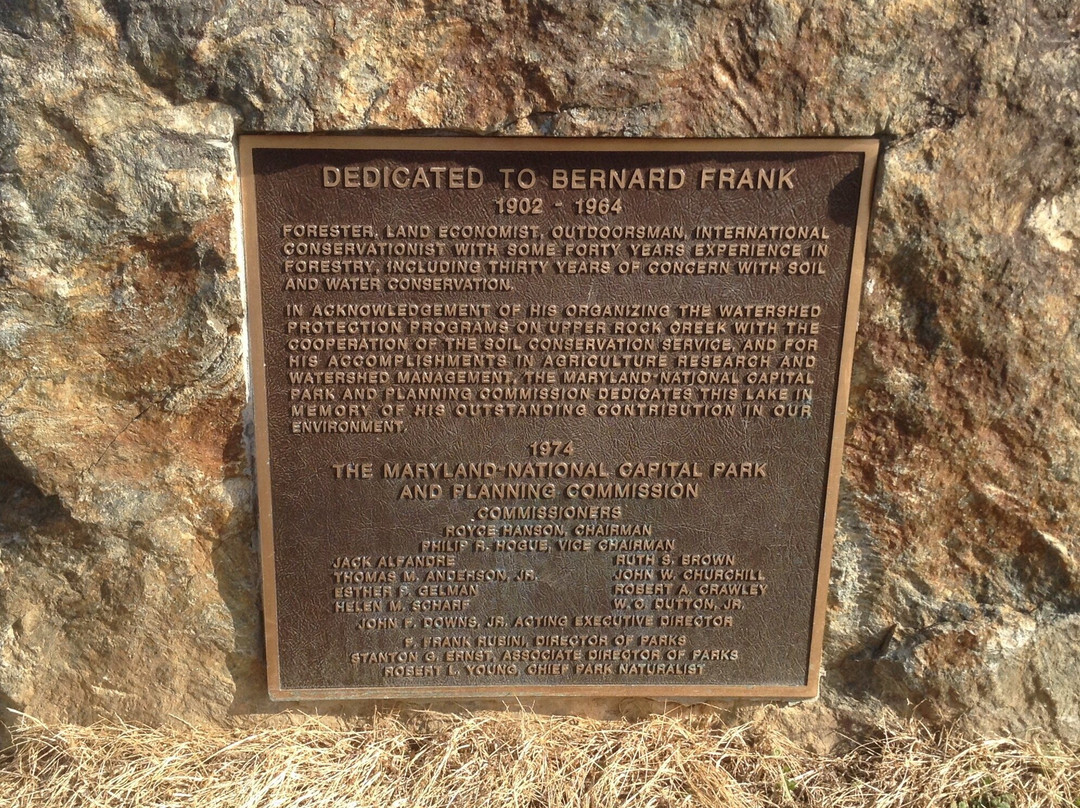 DEDICATED TO BERNARD FRANK
1902 - 1964
FORESTER, LAND ECONOMIST, OUTDOORSMAN, INTERNATIONAL
CONSERVATIONIST WITH SOME FORTY YEARS EXPERIENCE IN
FORESTRY, INCLUDING THIRTY YEARS OF CONCERN WITH SOIL
AND WATER CONSERVATION.
IN ACKNOWLEDGEMENT OF HIS ORGANIZING THE WATERSHED
PROTECTION PROGRAMS ON UPPER ROCK CREEK WITH THE
COOPERATION OF THE SOIL CONSERVATION SERVICE, AND FOR
HIS ACCOMPLISHMENTS IN AGRICULTURE RESEARCH AND
WATERSHED MANAGEMENT, THE MARYLAND-NATIONAL CAPITAL
PARK AND PLANNING COMMISSION DEDICATES THIS LAKE IN
MEMORY OF HIS OUTSTANDING CONTRIBUTION IN OUR
ENVIRONMENT.
1974
THE MARYLAND-NATIONAL CAPITAL PARK
AND PLANNING COMMISSION
COMMISSIONERS
ROYCE HANSON, CHAIRMAN
PHILIP R. HOGUE, VICE CHAIRMAN
JACK ALFANDRE RUTH S. BROWN
THOMAS M. ANDERSON, JR. JOHN W. CHURCHILL
ESTHER P. GELMAN ROBERT A. CRAWLEY
HELEN M. SCHARF W. C. DUTTON, JR.
JOHN F. DOWNS, JR. ACTING EXECUTIVE DIRECTOR
E. FRANK RUBINI, DIRECTOR OF PARKS
STANTON G. ERNST, ASSOCIATE DIRECTOR OF PARKS
ROBERT L. YOUNG, CHIEF PARK NATURALIST